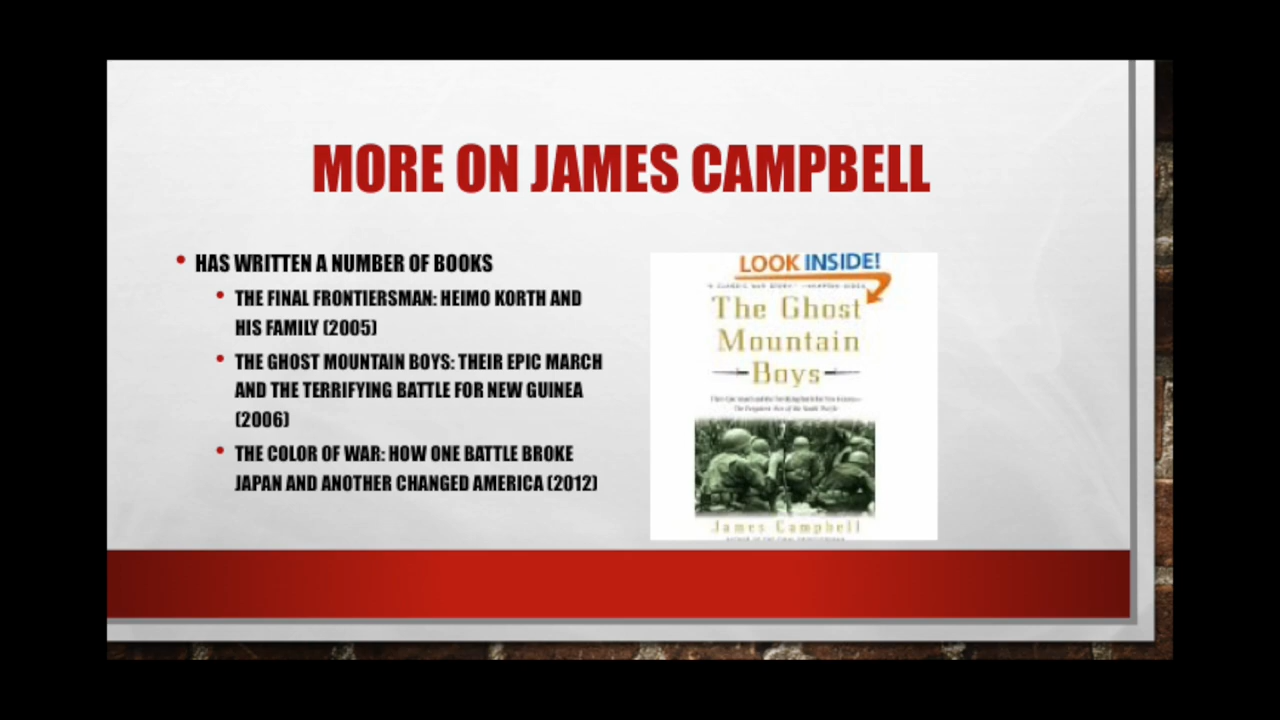 MORE ON JAMES CAMPBELL
• HAS WRITTEN A NUMBER OF BOOKS
• THE FINAL FRONTIERSMAN: HEIMO KORTH AND
HIS FAMILY (2005)
• THE GHOST MOUNTAIN BOYS: THEIR EPIC MARCH
AND THE TERRIFYING BATTLE FOR NEW GUINEA
(2006)
• THE COLOR OF WAR: HOW ONE BATTLE BROKE
JAPAN AND ANOTHER CHANGED AMERICA (2012)
LOOK INSIDE!
The Ghost
Mountain
Boys
James Campbell